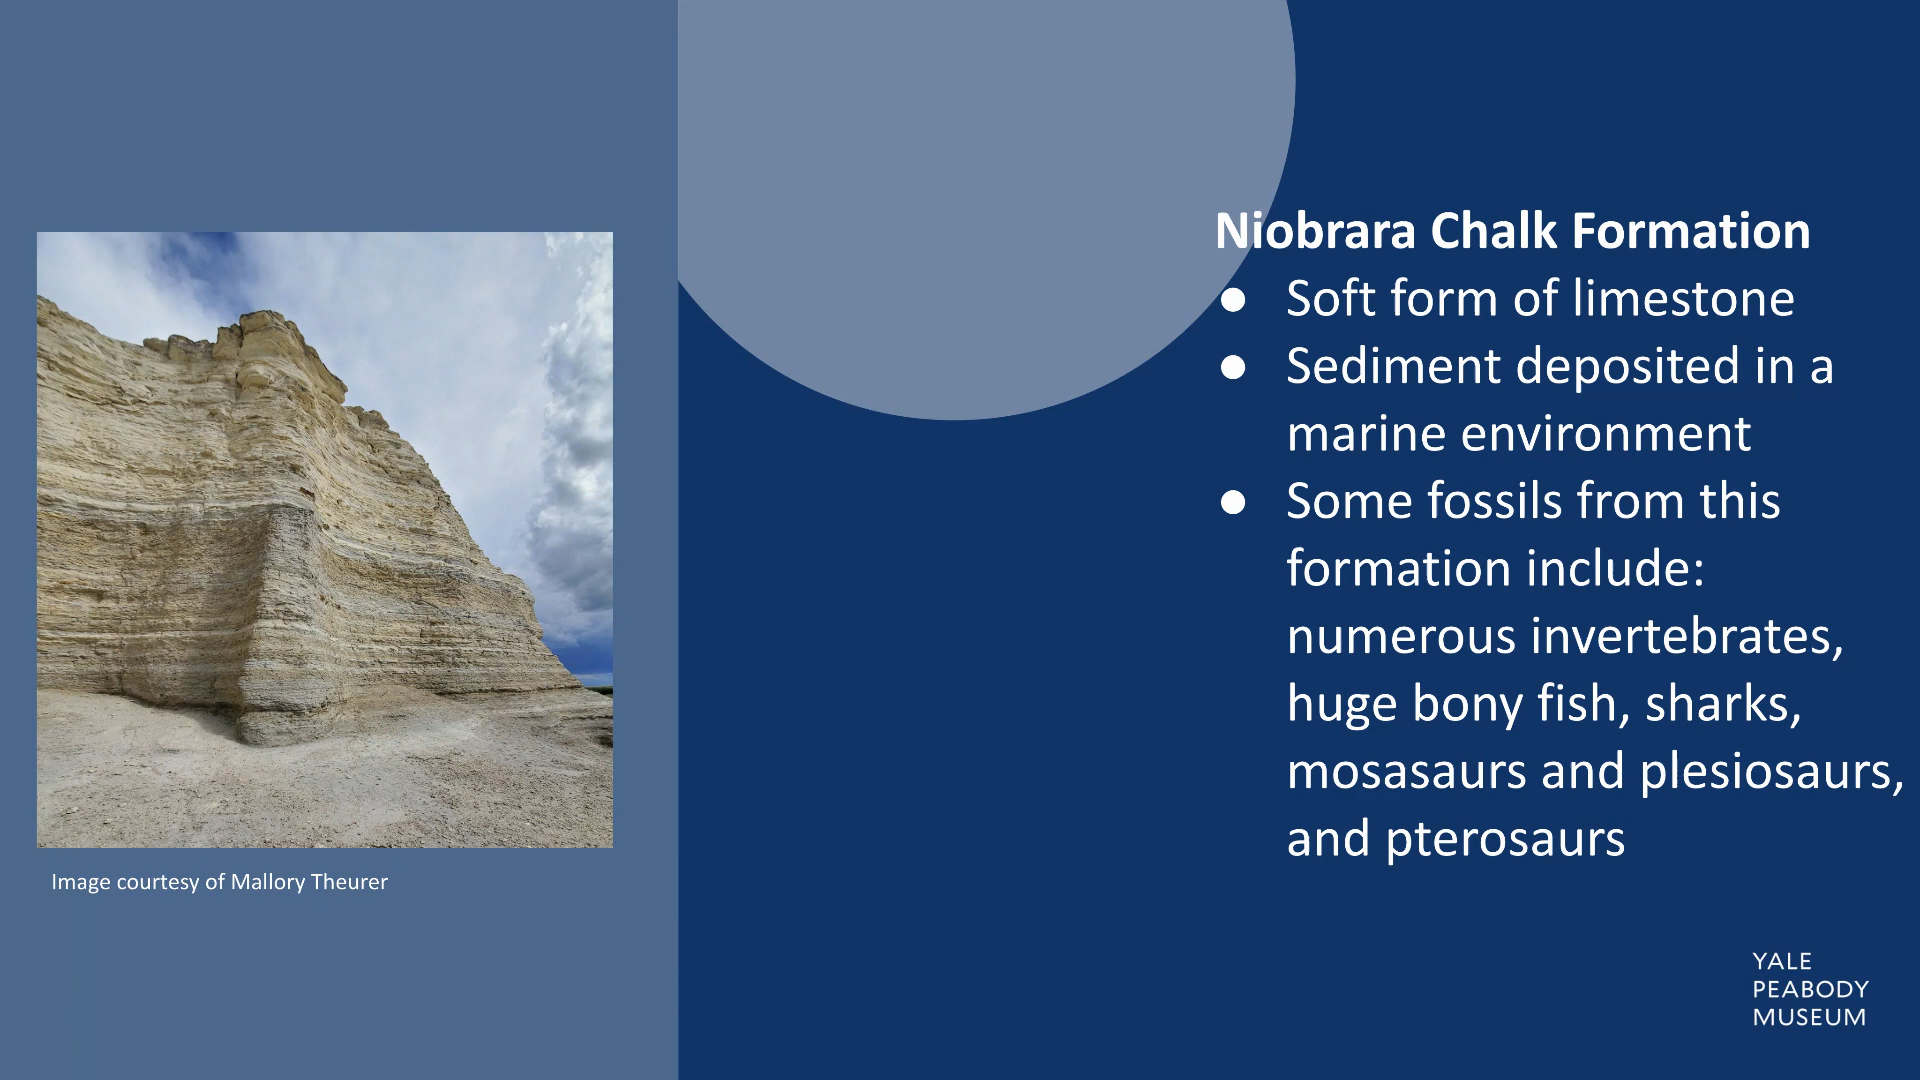 Niobrara Chalk Formation
● Soft form of limestone
● Sediment deposited in a
marine environment
● Some fossils from this
formation include:
numerous invertebrates,
huge bony fish, sharks,
mosasaurs and plesiosaurs,
and pterosaurs
Image courtesy of Mallory Theurer
YALE
PEABODY
MUSEUM